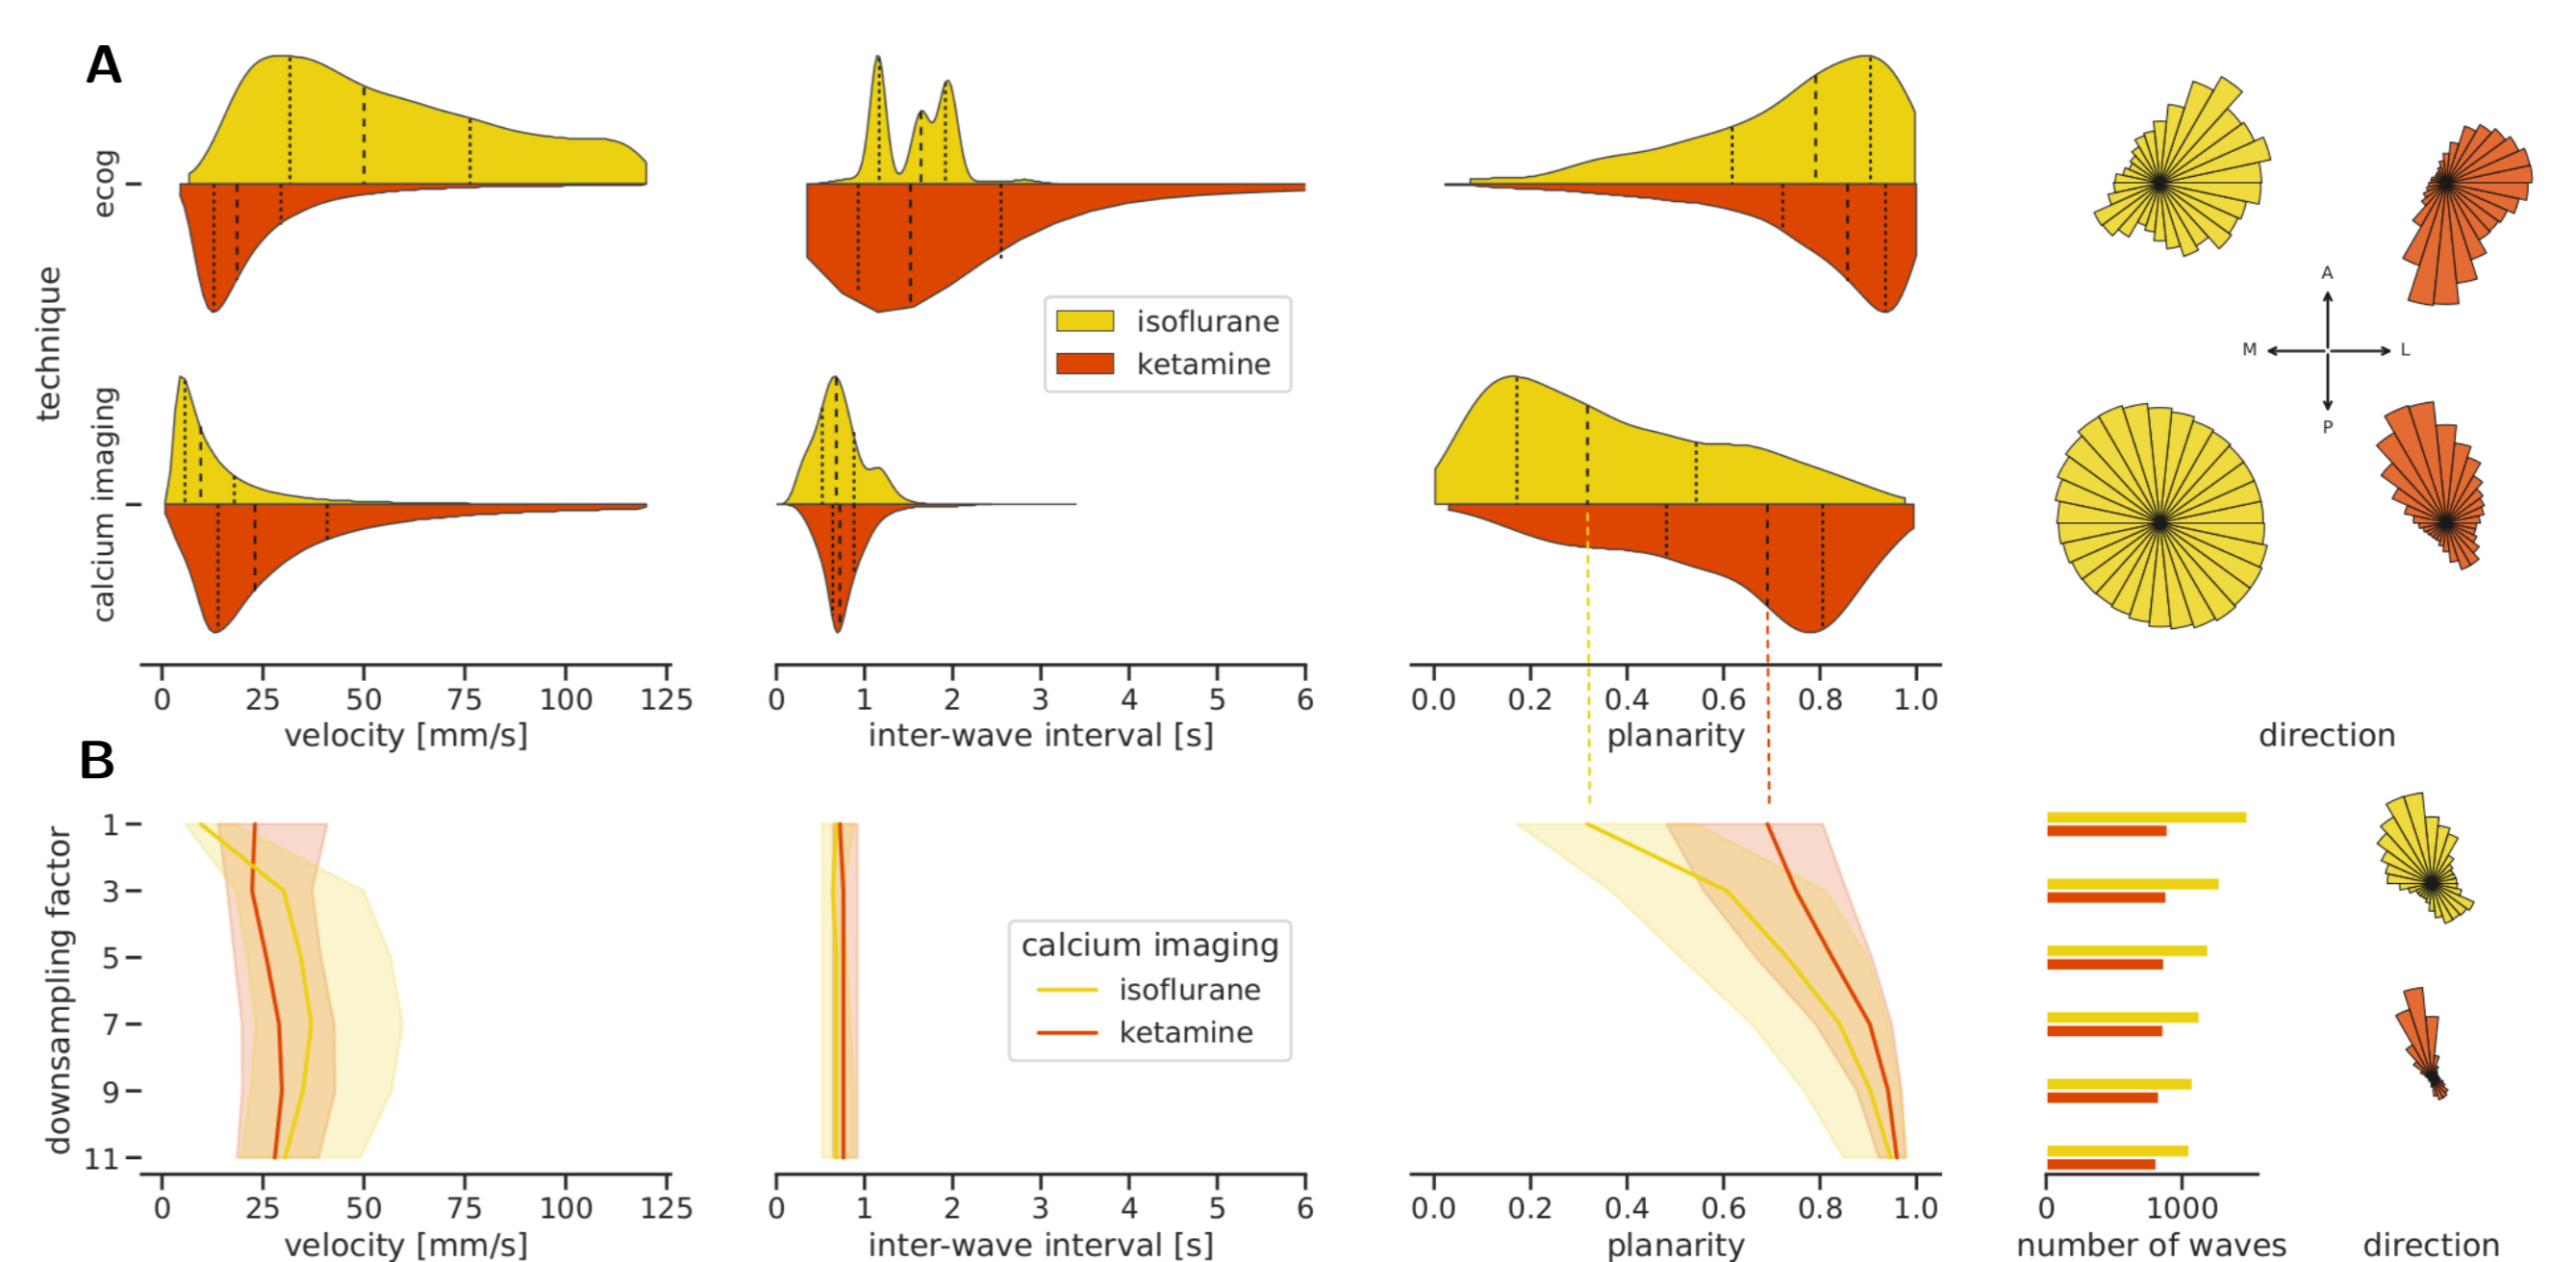 A
technique
ecog
calcium imaging
isoflurane
ketamine
A
M L
P
0 25 50 75 100 125
velocity [mm/s]
0 1 2 3 4 5 6
inter-wave interval [s]
0.0 0.2 0.4 0.6 0.8 1.0
planarity
direction
B
downsampling factor
1
3
5
7
9
11
calcium imaging
isoflurane
ketamine
0 25 50 75 100 125
velocity [mm/s]
0 1 2 3 4 5 6
inter-wave interval [s]
0.0 0.2 0.4 0.6 0.8 1.0
planarity
0 1000
number of waves
direction